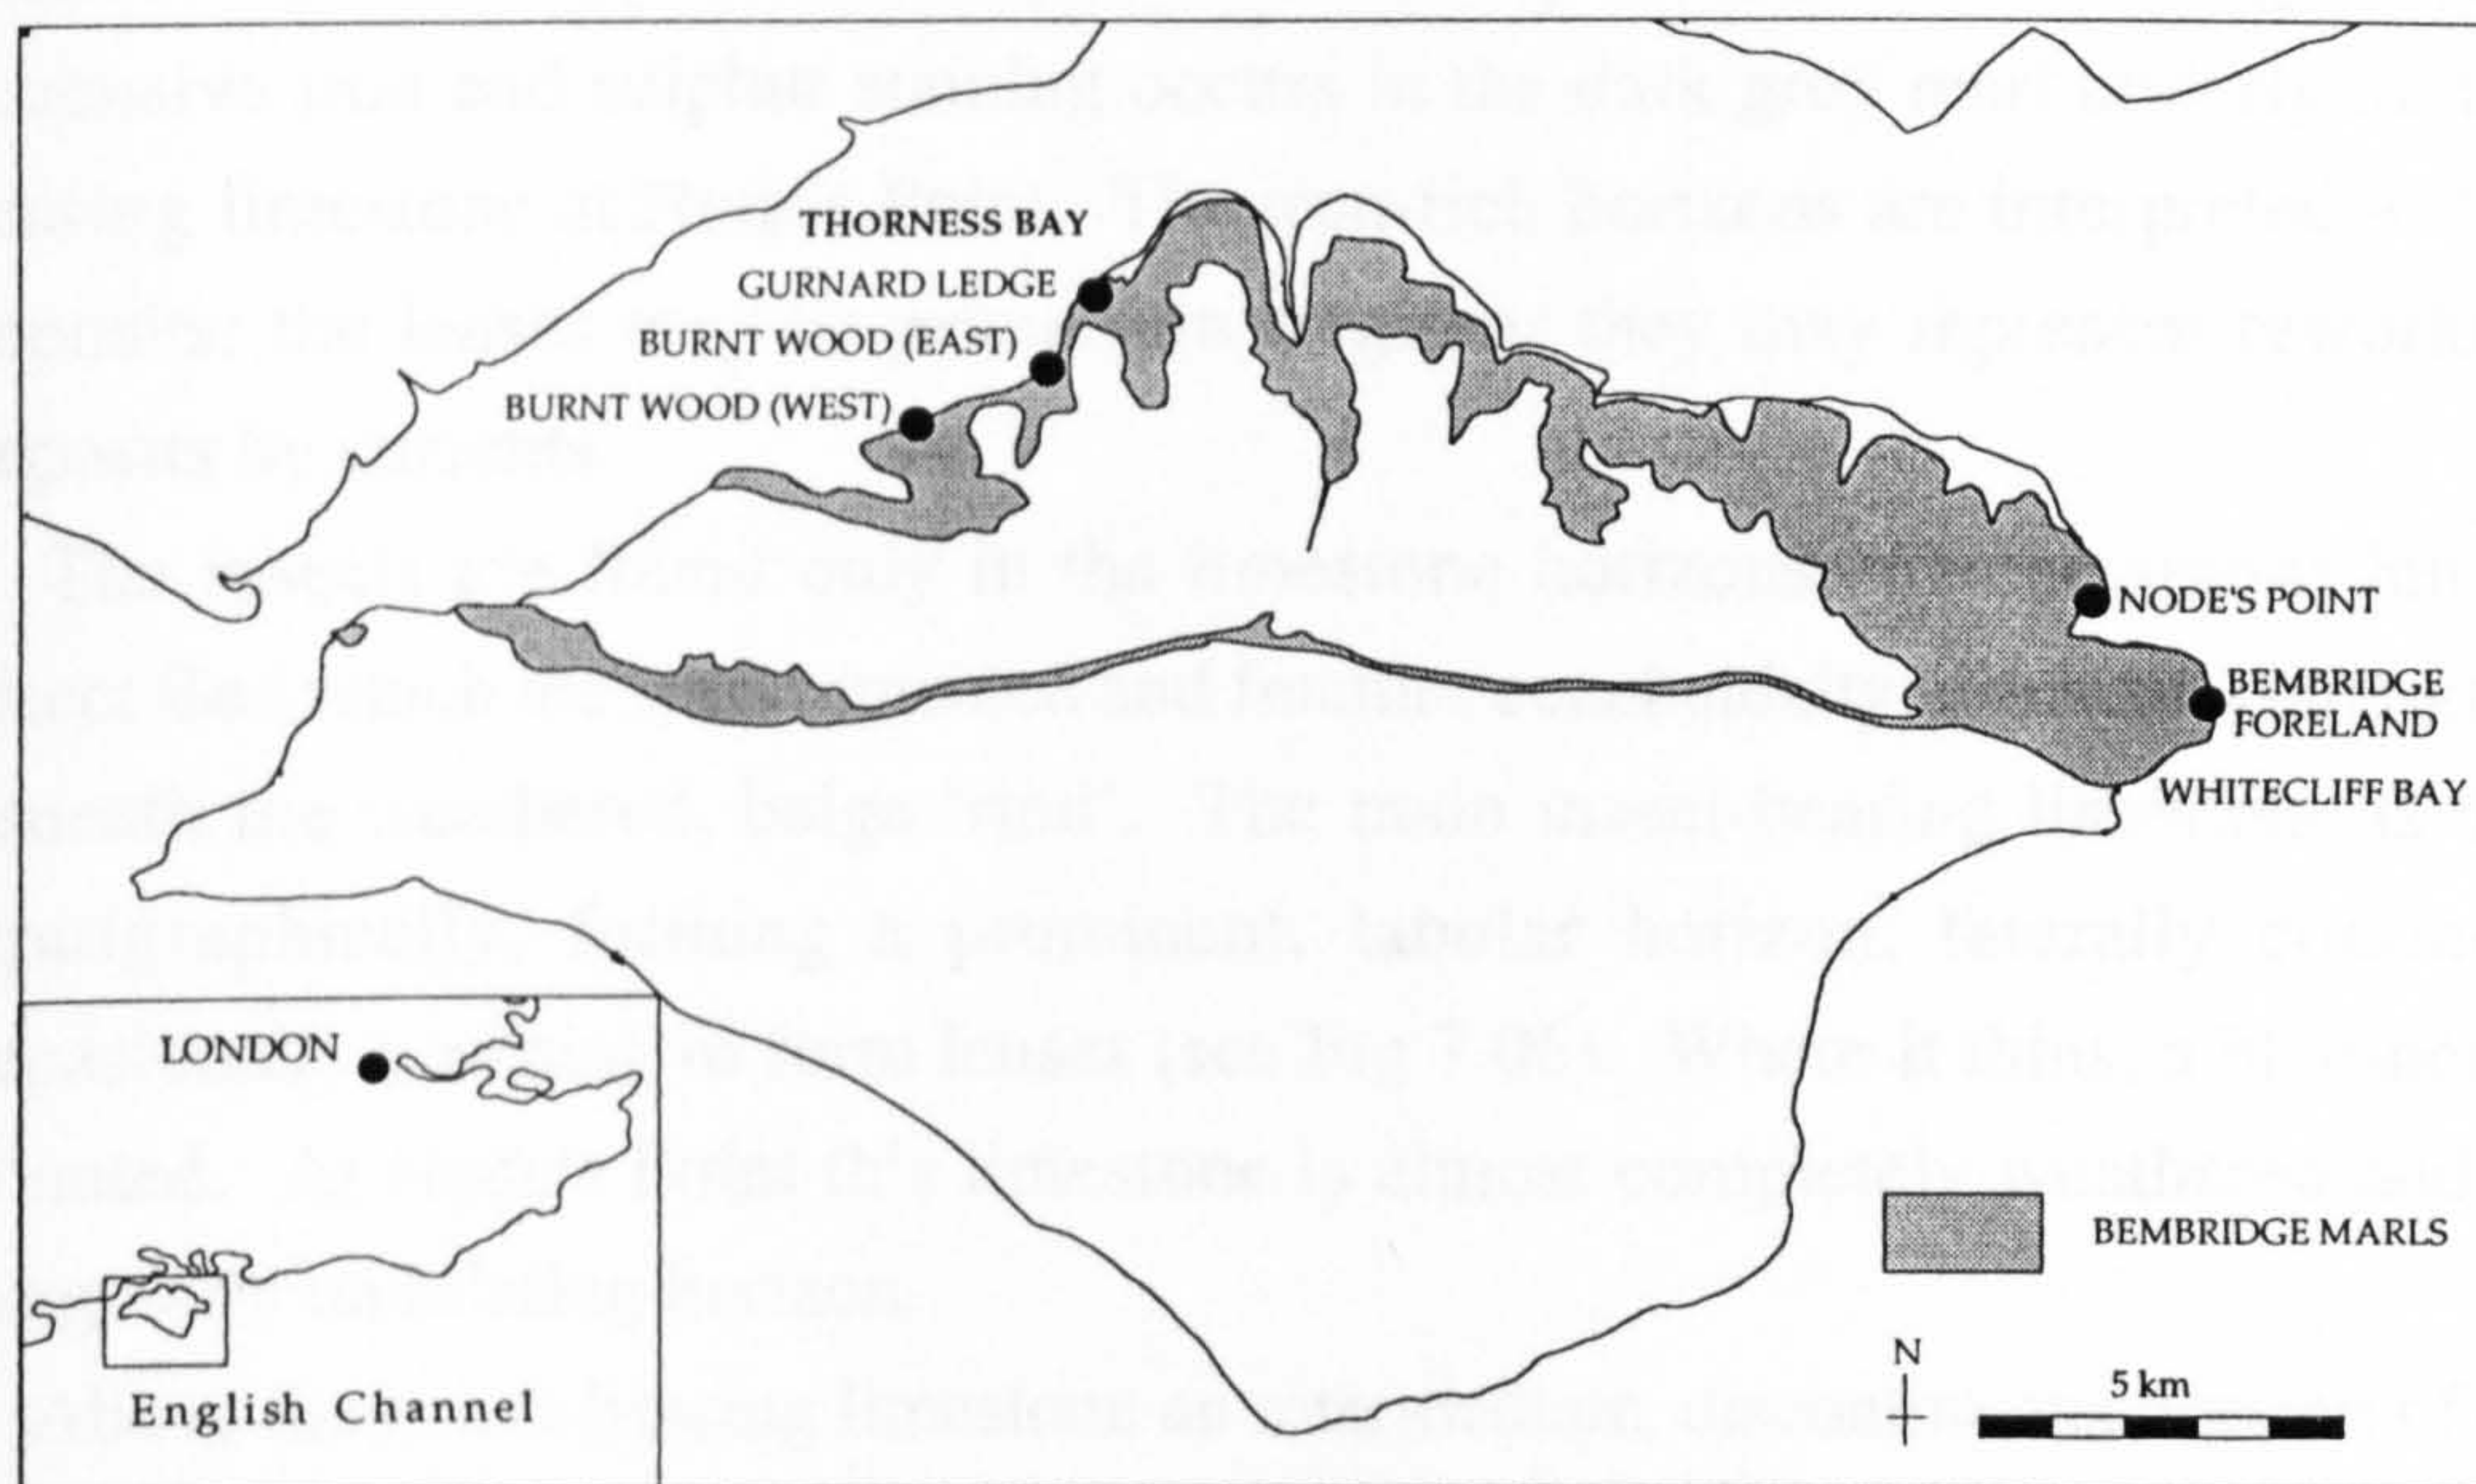 THORNESS BAY
GURNARD LEDGE
BURNT WOOD (EAST)
BURNT WOOD (WEST)
NODE'S POINT
BEMBRIDGE
FORELAND
WHITECLIFF BAY
LONDON
English Channel
BEMBRIDGE MARLS
N
5 km